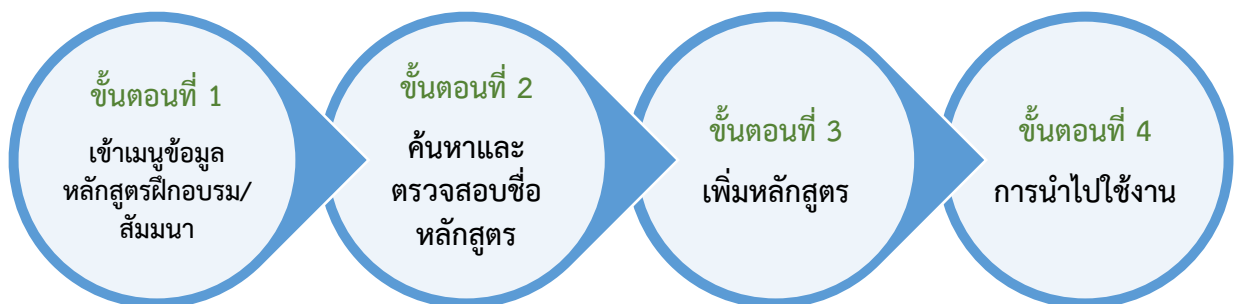 ขั้นตอนที่ 1
เข้าเมนูข้อมูล
หลักสูตรฝึกอบรม/
สัมมนา
ขั้นตอนที่ 2
ค้นหาและ
ตรวจสอบชื่อ
หลักสูตร
ขั้นตอนที่ 3
เพิ่มหลักสูตร
ขั้นตอนที่ 4
การนำไปใช้งาน